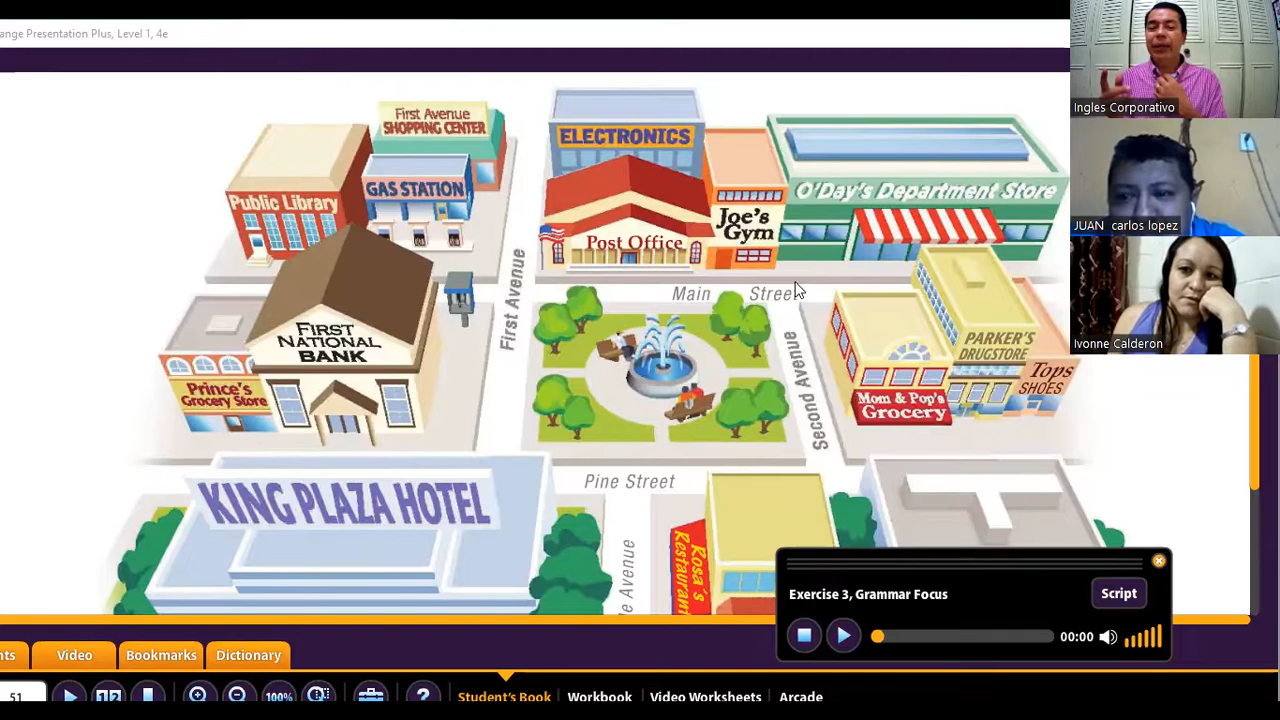 ange Presentation Plus, Level 1, 4e
Ingles Corporativo
JUAN carlos lopez
Ivonne Calderon
First Avenue
SHOPPING CENTER
ELECTRONICS
Public Library
GAS STATION
O'Day's Department Store
Post Office
Joe's
Gym
Main Street
First Avenue
FIRST
NATIONAL
BANK
Prince's
Grocery Store
Second Avenue
PARKER'S
DRUGSTORE
Mom & Pop's
Grocery
Tops
SHOES
Pine Street
KING PLAZA HOTEL
Rosa's
Restaurant
le Avenue
Exercise 3, Grammar Focus
Script
00:00
nts
Video
Bookmarks
Dictionary
51
100%
?
Student's Book
Workbook
Video Worksheets
Arcade